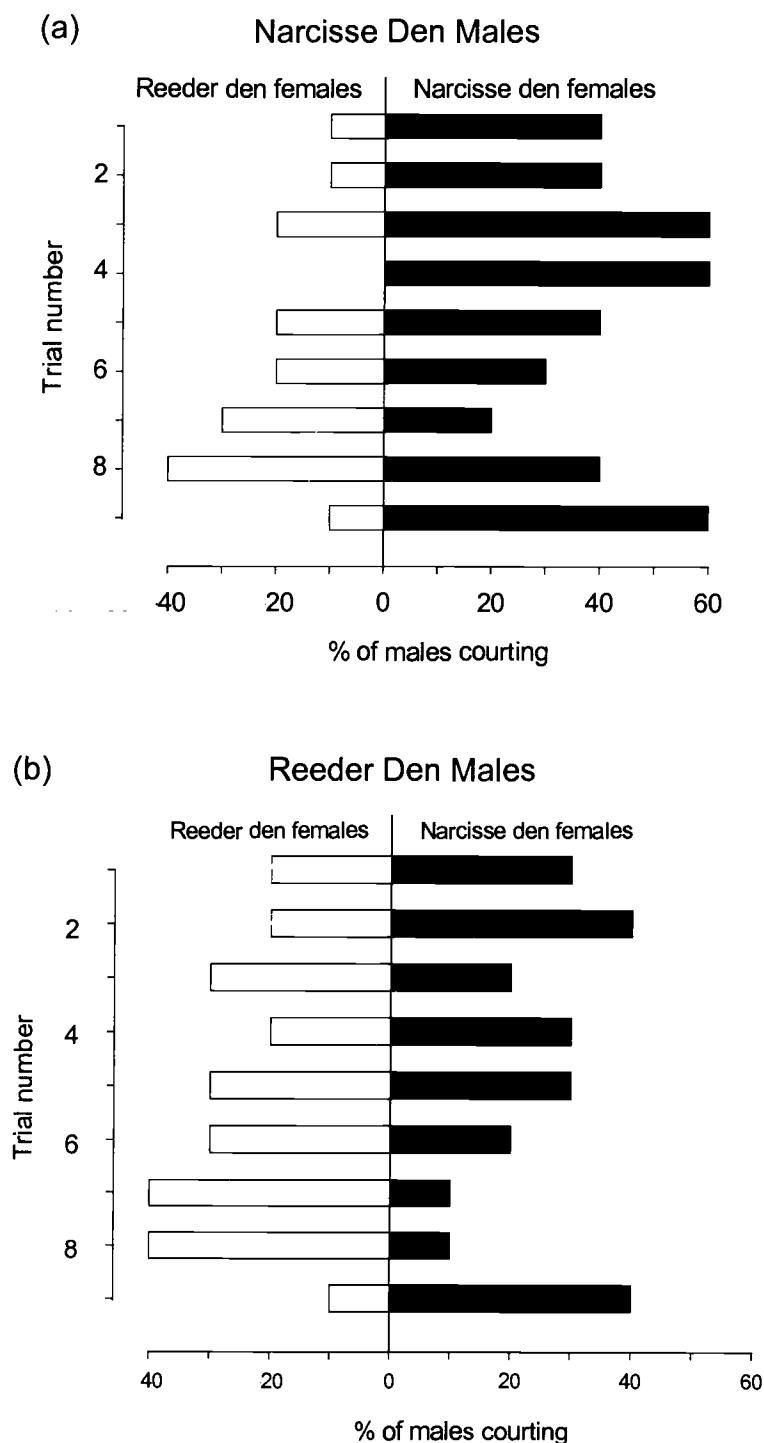 (a)
Narcisse Den Males
Reeder den females Narcisse den females
Trial number
2
4
6
8
40 20 0 20 40 60
% of males courting
(b)
Reeder Den Males
Reeder den females Narcisse den females
Trial number
2
4
6
8
40 20 0 20 40 60
% of males courting